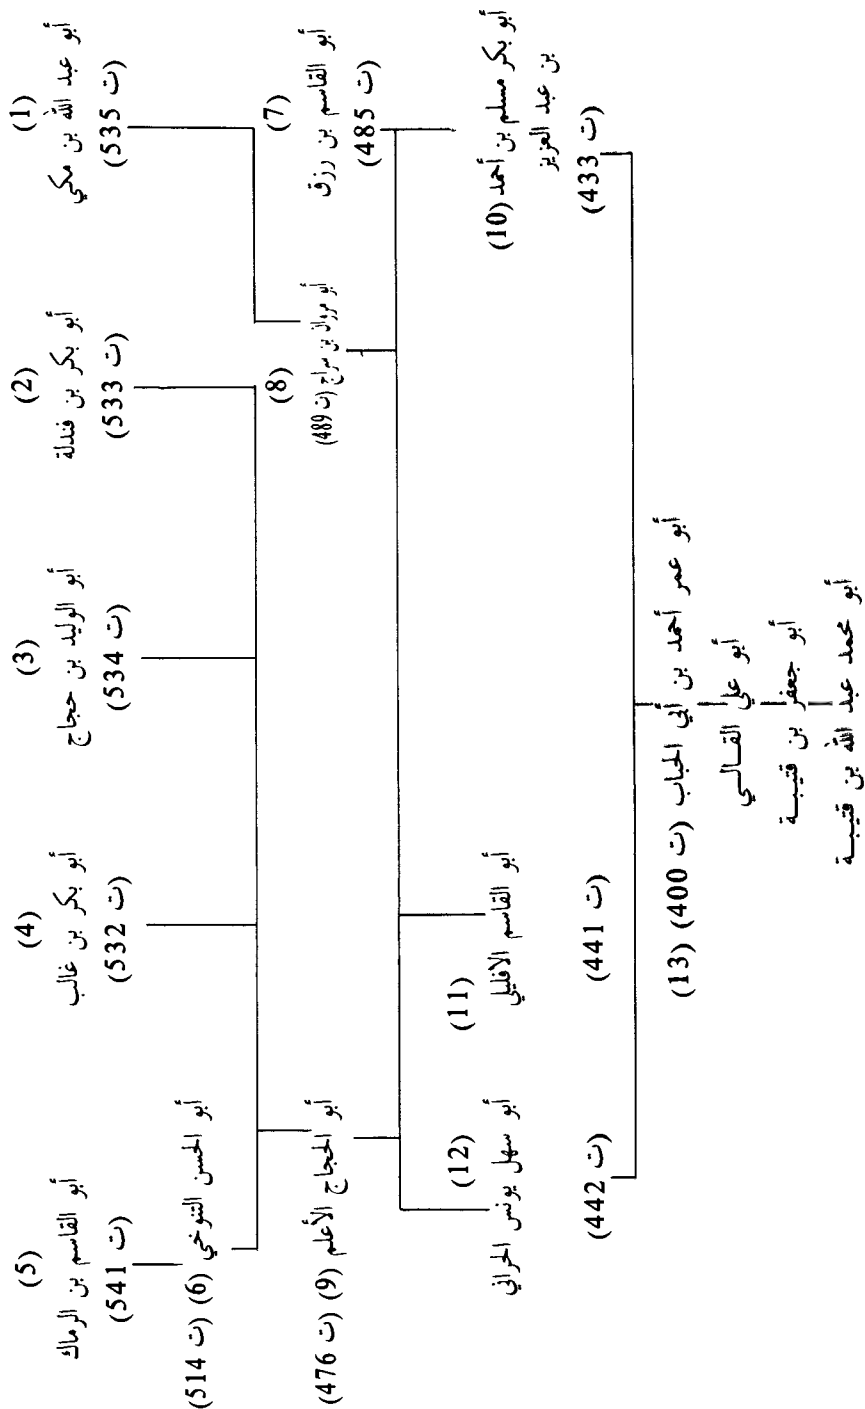 (1)
أبو عبد الله بن مكي
(ت 535)
(2)
أبو بكر بن فندلة
(ت 533)
(3)
أبو الوليد بن حجاج
(ت 534)
(4)
أبو بكر بن غالب
(ت 532)
(5)
أبو القاسم بن الرماك
(ت 541)
أبو الحسن التنوخي (6) (ت 514)
(7)
أبو القاسم بن رزق
(ت 485)
(8)
أبو مروان بن سراج (ت 489)
أبو الحجاج الأعلم (9) (ت 476)
أبو بكر مسلم بن أحمد (10)
بن عبد العزيز
(ت 433)
(11)
أبو القاسم الافليلي
(ت 441)
(12)
أبو سهل يونس الحراني
(ت 442)
أبو عمر أحمد بن أبي الحباب (ت 400) (13)
أبو علي القالي
أبو جعفر بن قتيبة
أبو محمد عبد الله بن قتيبة